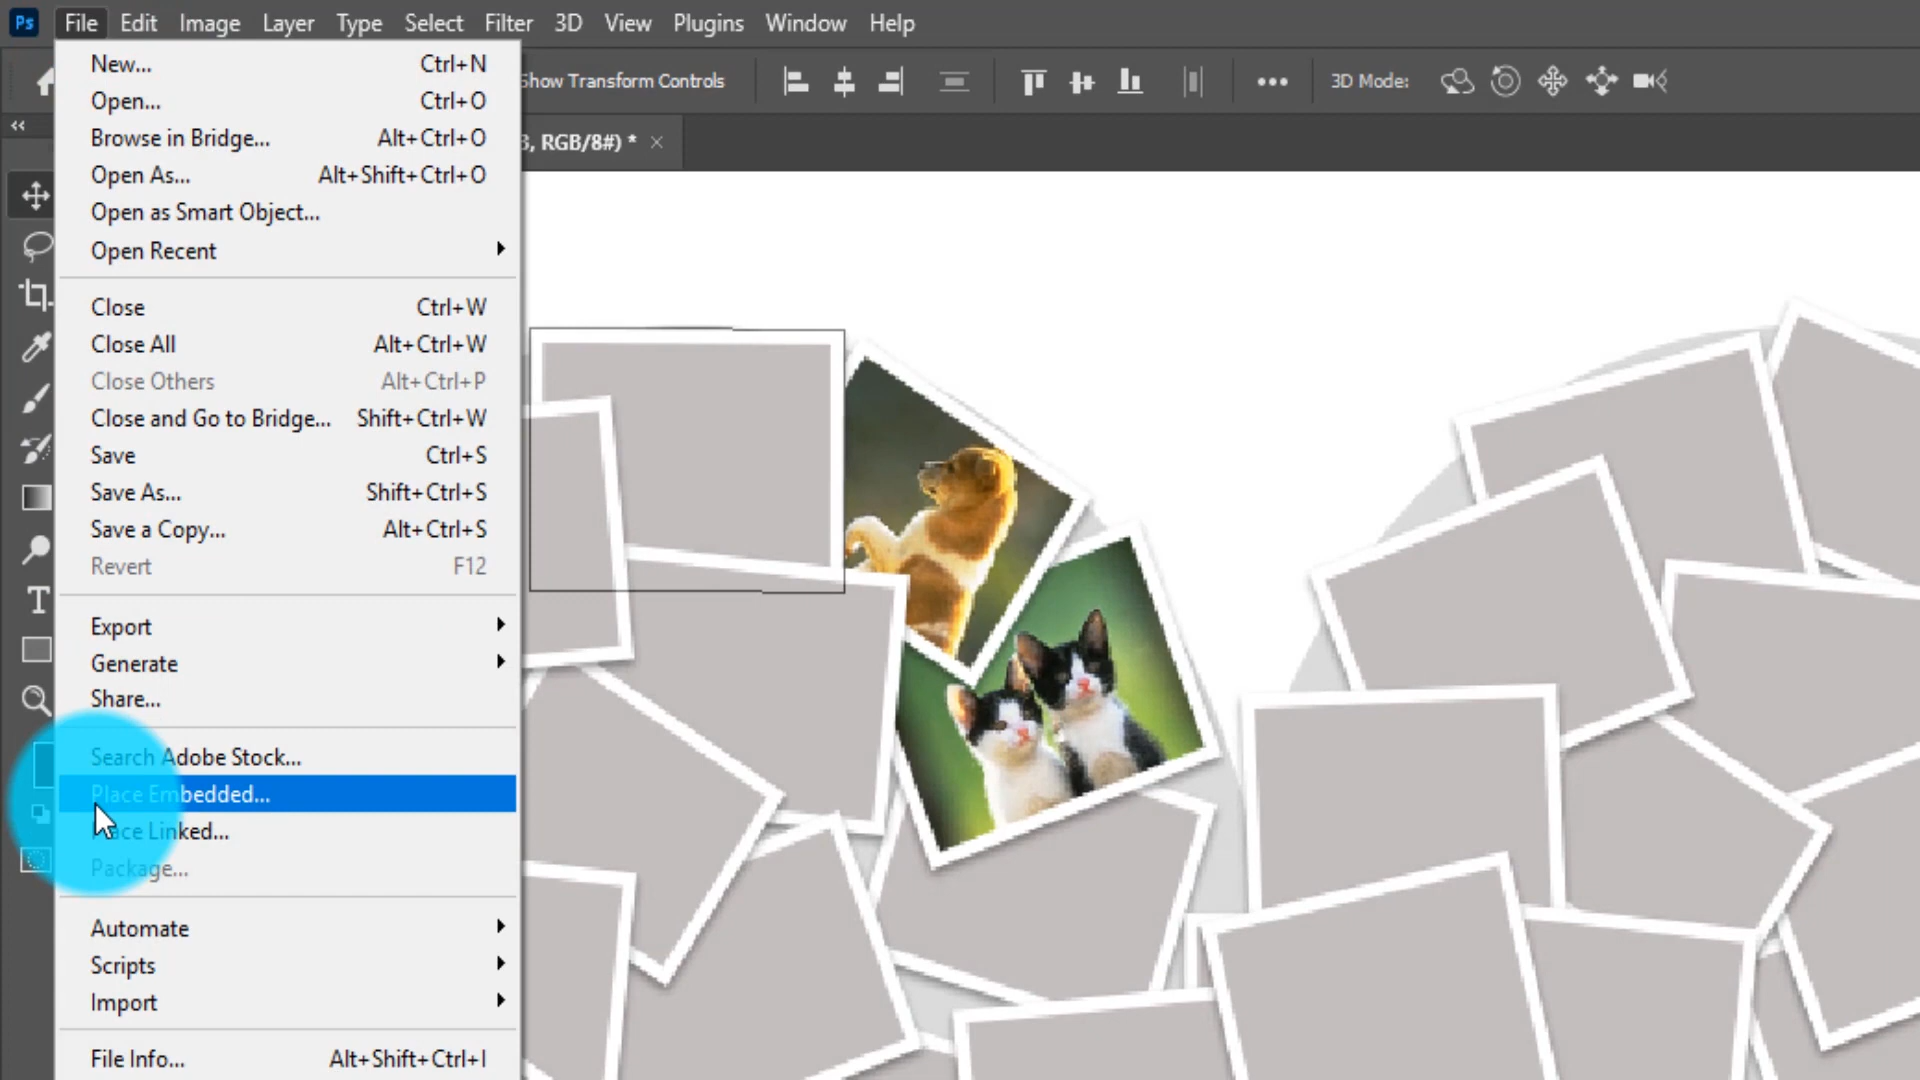 Ps File Edit Image Layer Type Select Filter 3D View Plugins Window Help
Show Transform Controls 3D Mode:
3, RGB/8#) *
New... Ctrl+N
Open... Ctrl+O
Browse in Bridge... Alt+Ctrl+O
Open As... Alt+Shift+Ctrl+O
Open as Smart Object...
Open Recent
Close Ctrl+W
Close All Alt+Ctrl+W
Close Others Alt+Ctrl+P
Close and Go to Bridge... Shift+Ctrl+W
Save Ctrl+S
Save As... Shift+Ctrl+S
Save a Copy... Alt+Ctrl+S
Revert F12
Export
Generate
Share...
Search Adobe Stock...
Place Embedded...
Place Linked...
Package...
Automate
Scripts
Import
File Info... Alt+Shift+Ctrl+I